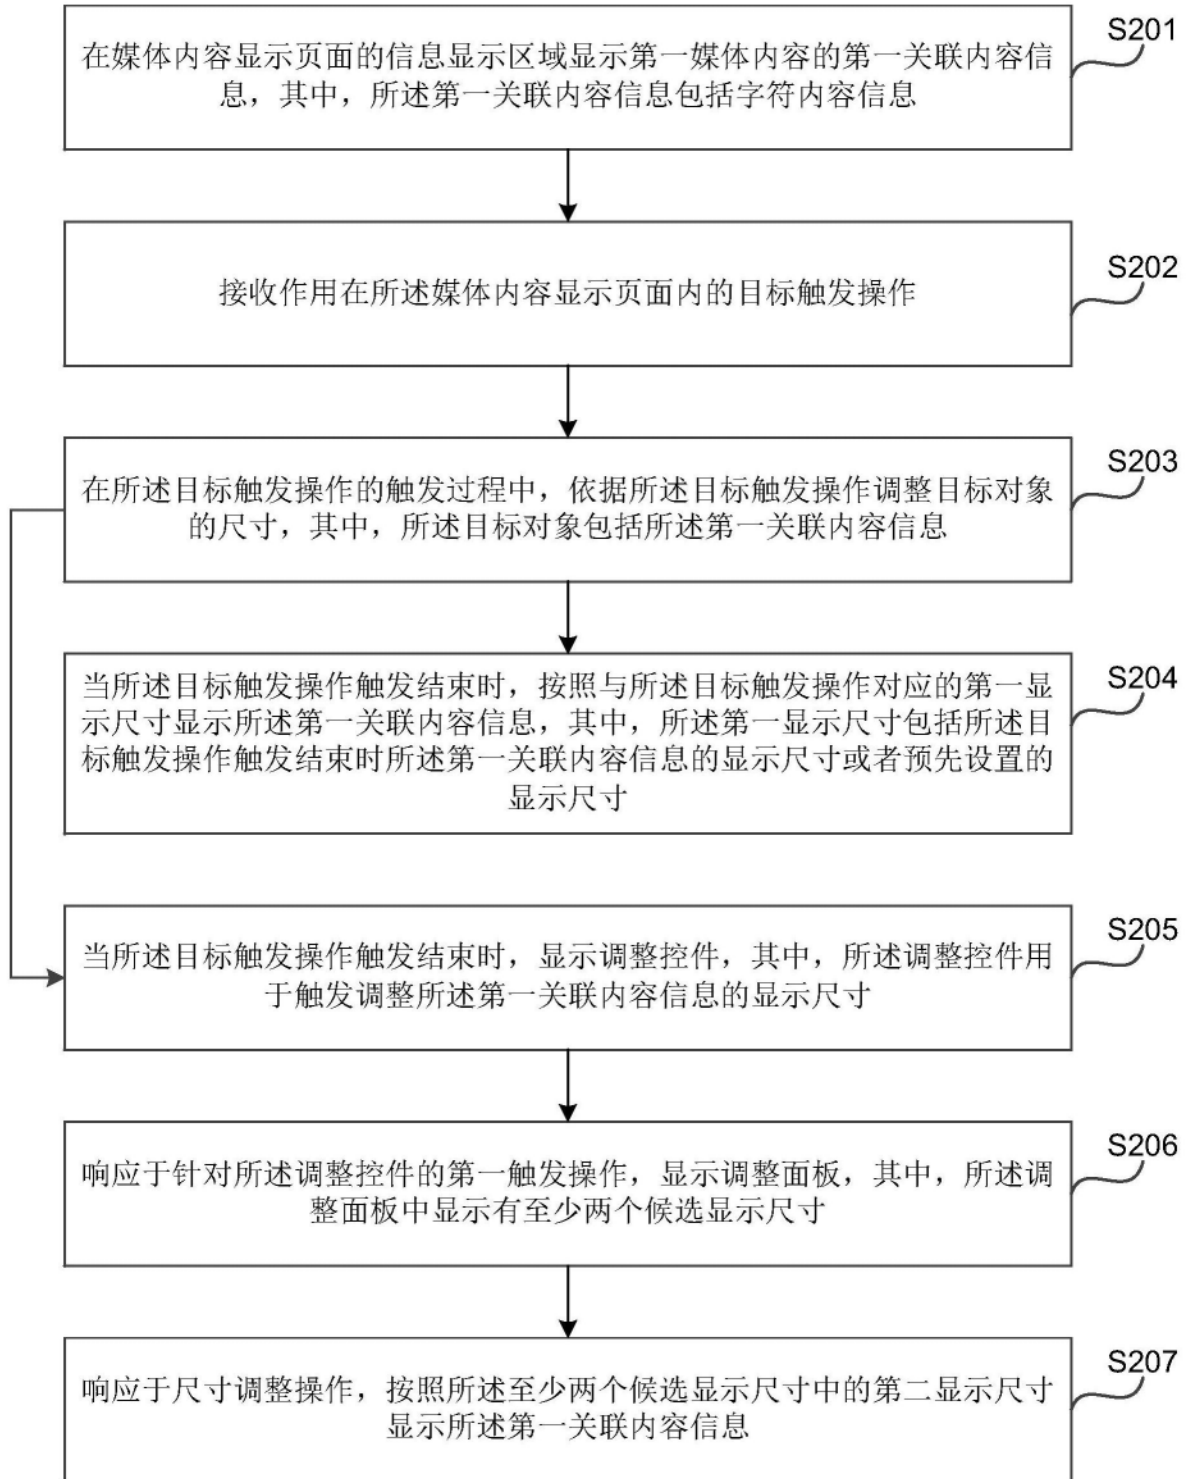 S201
在媒体内容显示页面的信息显示区域显示第一媒体内容的第一关联内容信
息，其中，所述第一关联内容信息包括字符内容信息
S202
接收作用在所述媒体内容显示页面内的目标触发操作
S203
在所述目标触发操作的触发过程中，依据所述目标触发操作调整目标对象
的尺寸，其中，所述目标对象包括所述第一关联内容信息
S204
当所述目标触发操作触发结束时，按照与所述目标触发操作对应的第一显
示尺寸显示所述第一关联内容信息，其中，所述第一显示尺寸包括所述目
标触发操作触发结束时所述第一关联内容信息的显示尺寸或者预先设置的
显示尺寸
S205
当所述目标触发操作触发结束时，显示调整控件，其中，所述调整控件用
于触发调整所述第一关联内容信息的显示尺寸
S206
响应于针对所述调整控件的第一触发操作，显示调整面板，其中，所述调
整面板中显示有至少两个候选显示尺寸
S207
响应于尺寸调整操作，按照所述至少两个候选显示尺寸中的第二显示尺寸
显示所述第一关联内容信息